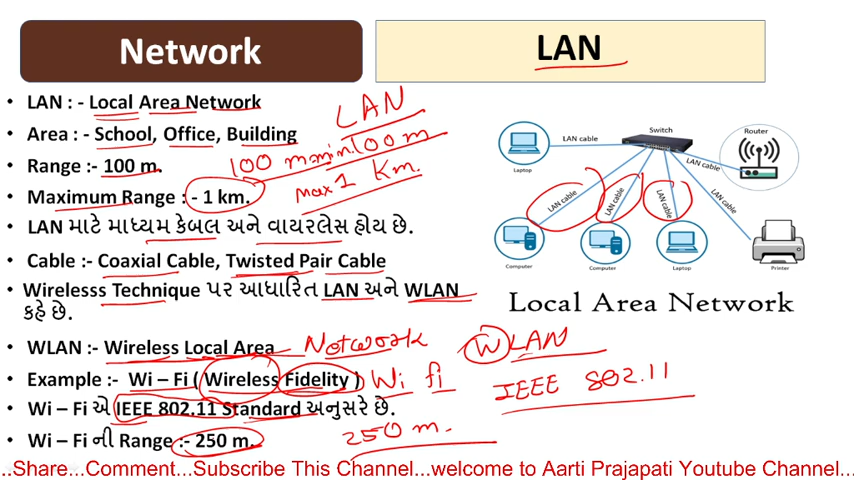 Network
LAN
LAN : - Local Area Network
Area : - School, Office, Building
Range :- 100 m.
Maximum Range : - 1 km.
LAN માટે માધ્યમ કેબલ અને વાયરલેસ હોય છે.
Cable : - Coaxial Cable, Twisted Pair Cable
Wirelesss Technique પર આધારિત LAN અને WLAN
કહે છે.
WLAN :- Wireless Local Area Network
Example :- Wi – Fi ( Wireless Fidelity ) Wi fi
Wi – Fi એ IEEE 802.11 Standard અનુસરે છે.
Wi – Fi ની Range :- 250 m.
250 m.
LAN
100 m min. 100 m
max 1 Km.
WLAN
IEEE 802.11
Switch
Router
LAN cable
Laptop
LAN cable
LAN cable
LAN cable
LAN cable
LAN cable
Computer
Computer
Laptop
Printer
Local Area Network
..Share...Comment...Subscribe This Channel...welcome to Aarti Prajapati Youtube Channel...